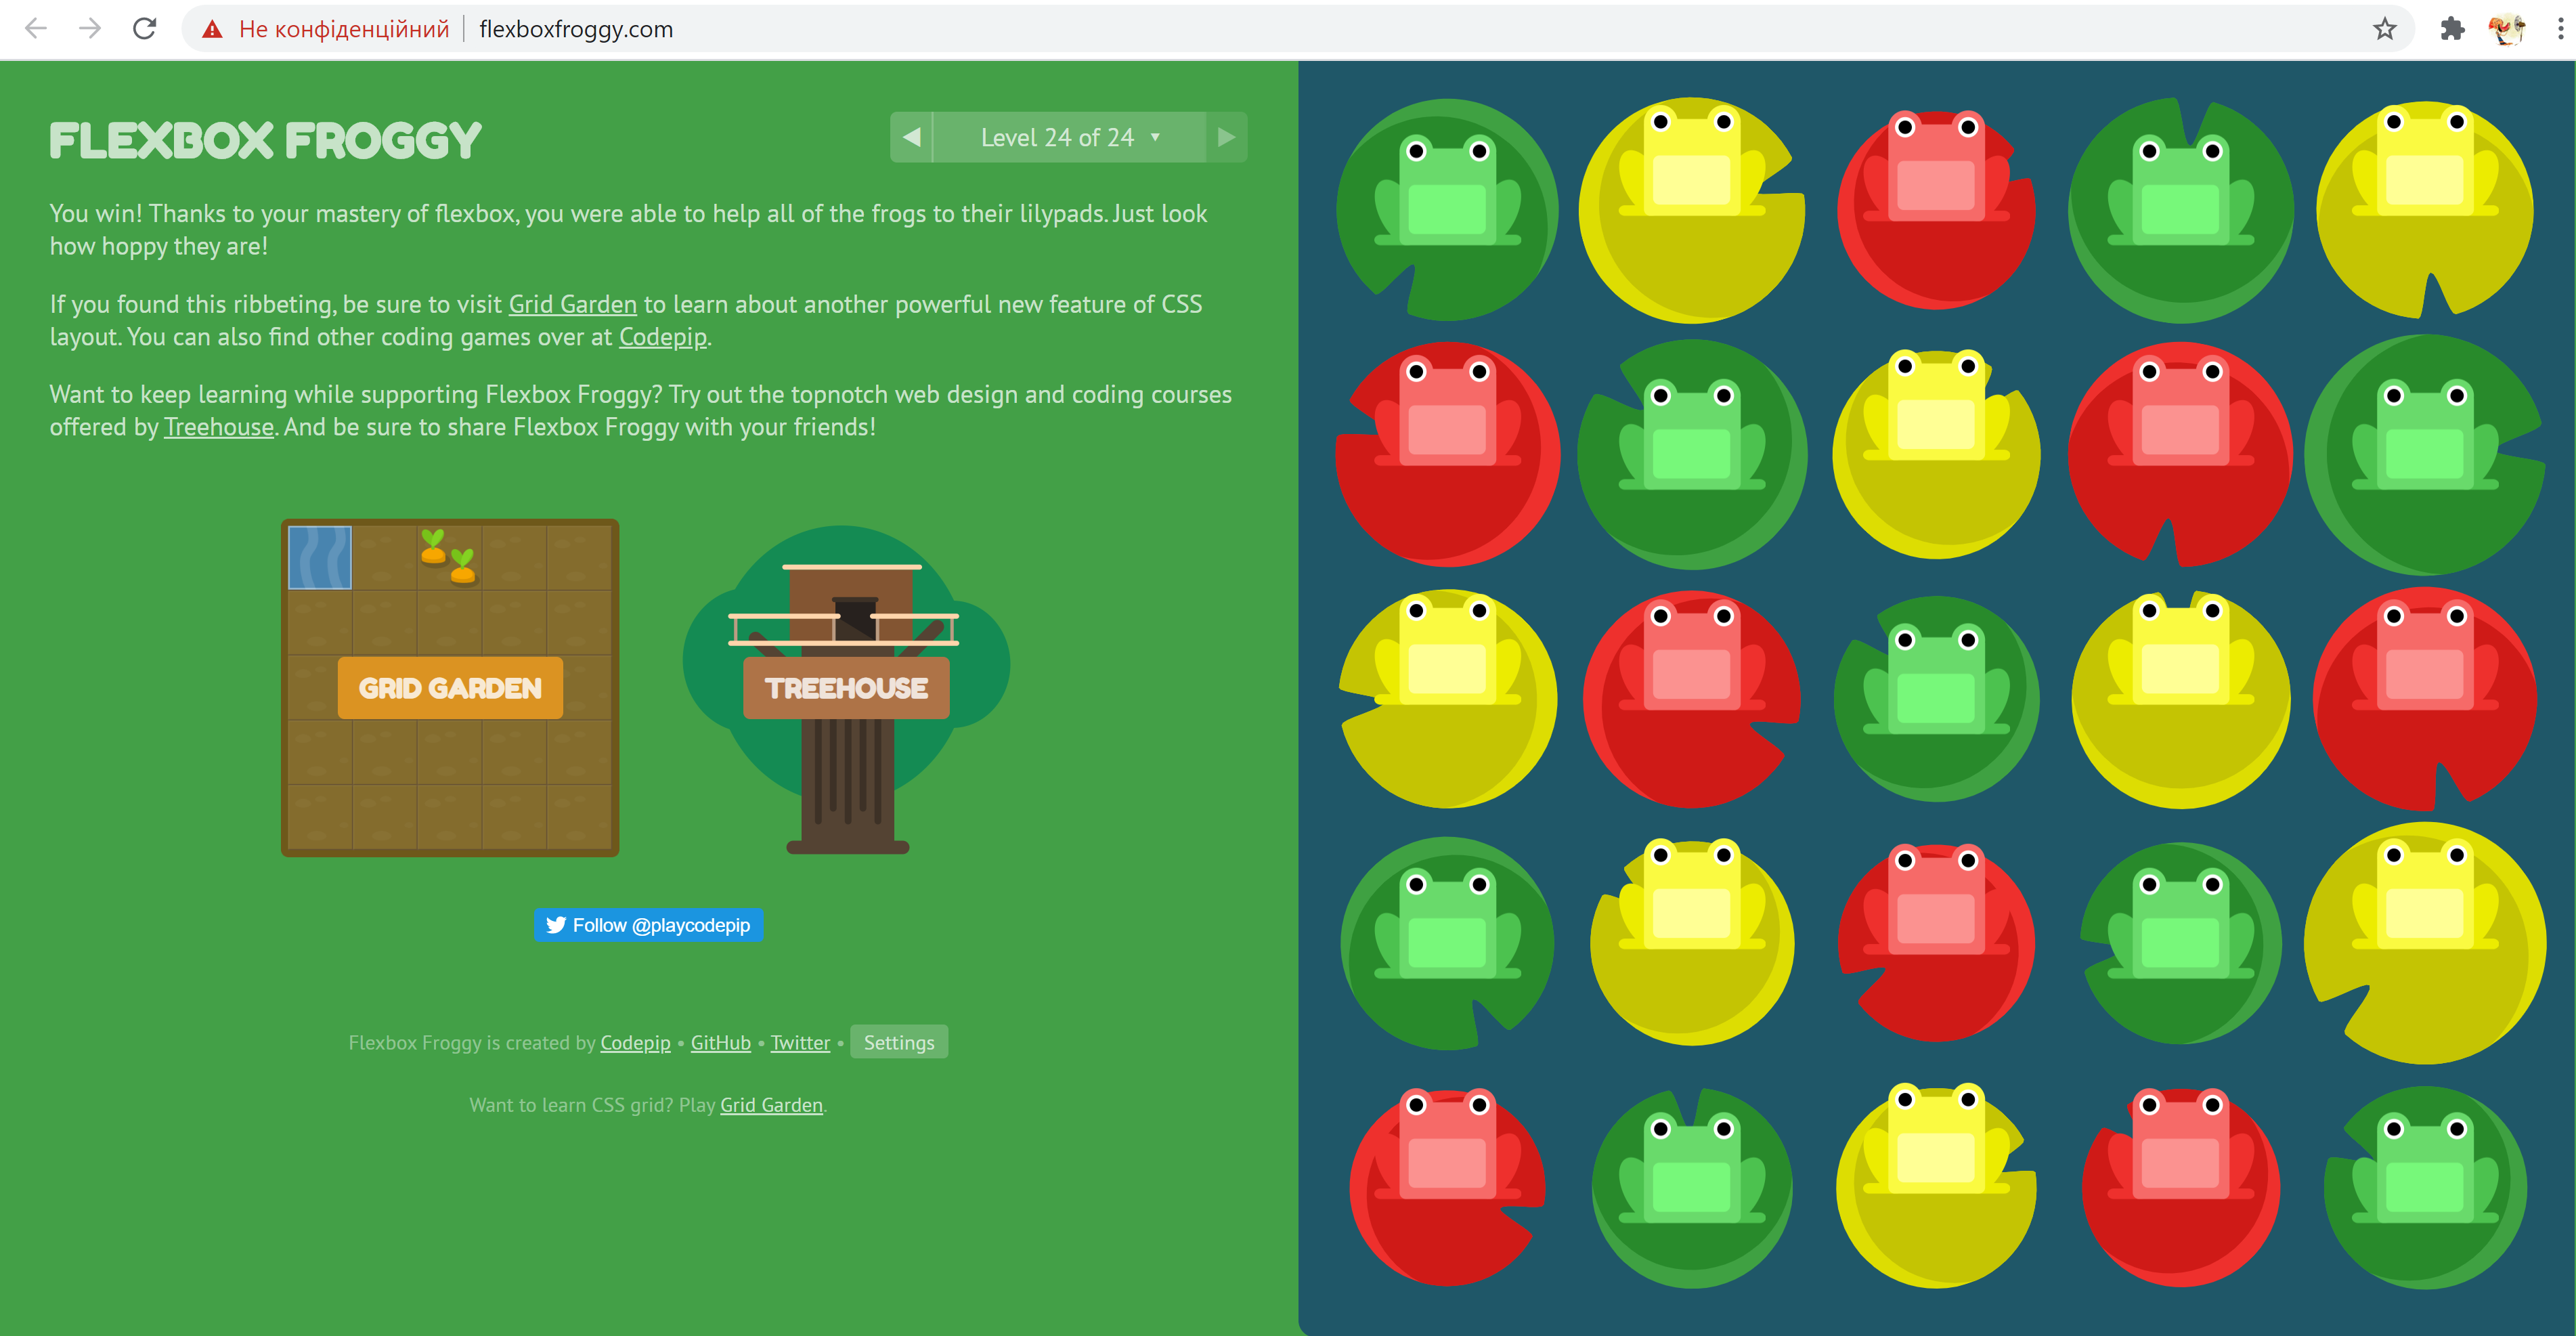 Не конфіденційний
flexboxfroggy.com
FLEXBOX FROGGY
Level 24 of 24
You win! Thanks to your mastery of flexbox, you were able to help all of the frogs to their lilypads. Just look
how hoppy they are!
If you found this ribbeting, be sure to visit Grid Garden to learn about another powerful new feature of CSS
layout. You can also find other coding games over at Codepip.
Want to keep learning while supporting Flexbox Froggy? Try out the topnotch web design and coding courses
offered by Treehouse. And be sure to share Flexbox Froggy with your friends!
GRID GARDEN
TREEHOUSE
Follow @playcodepip
Flexbox Froggy is created by Codepip • GitHub • Twitter • Settings
Want to learn CSS grid? Play Grid Garden.